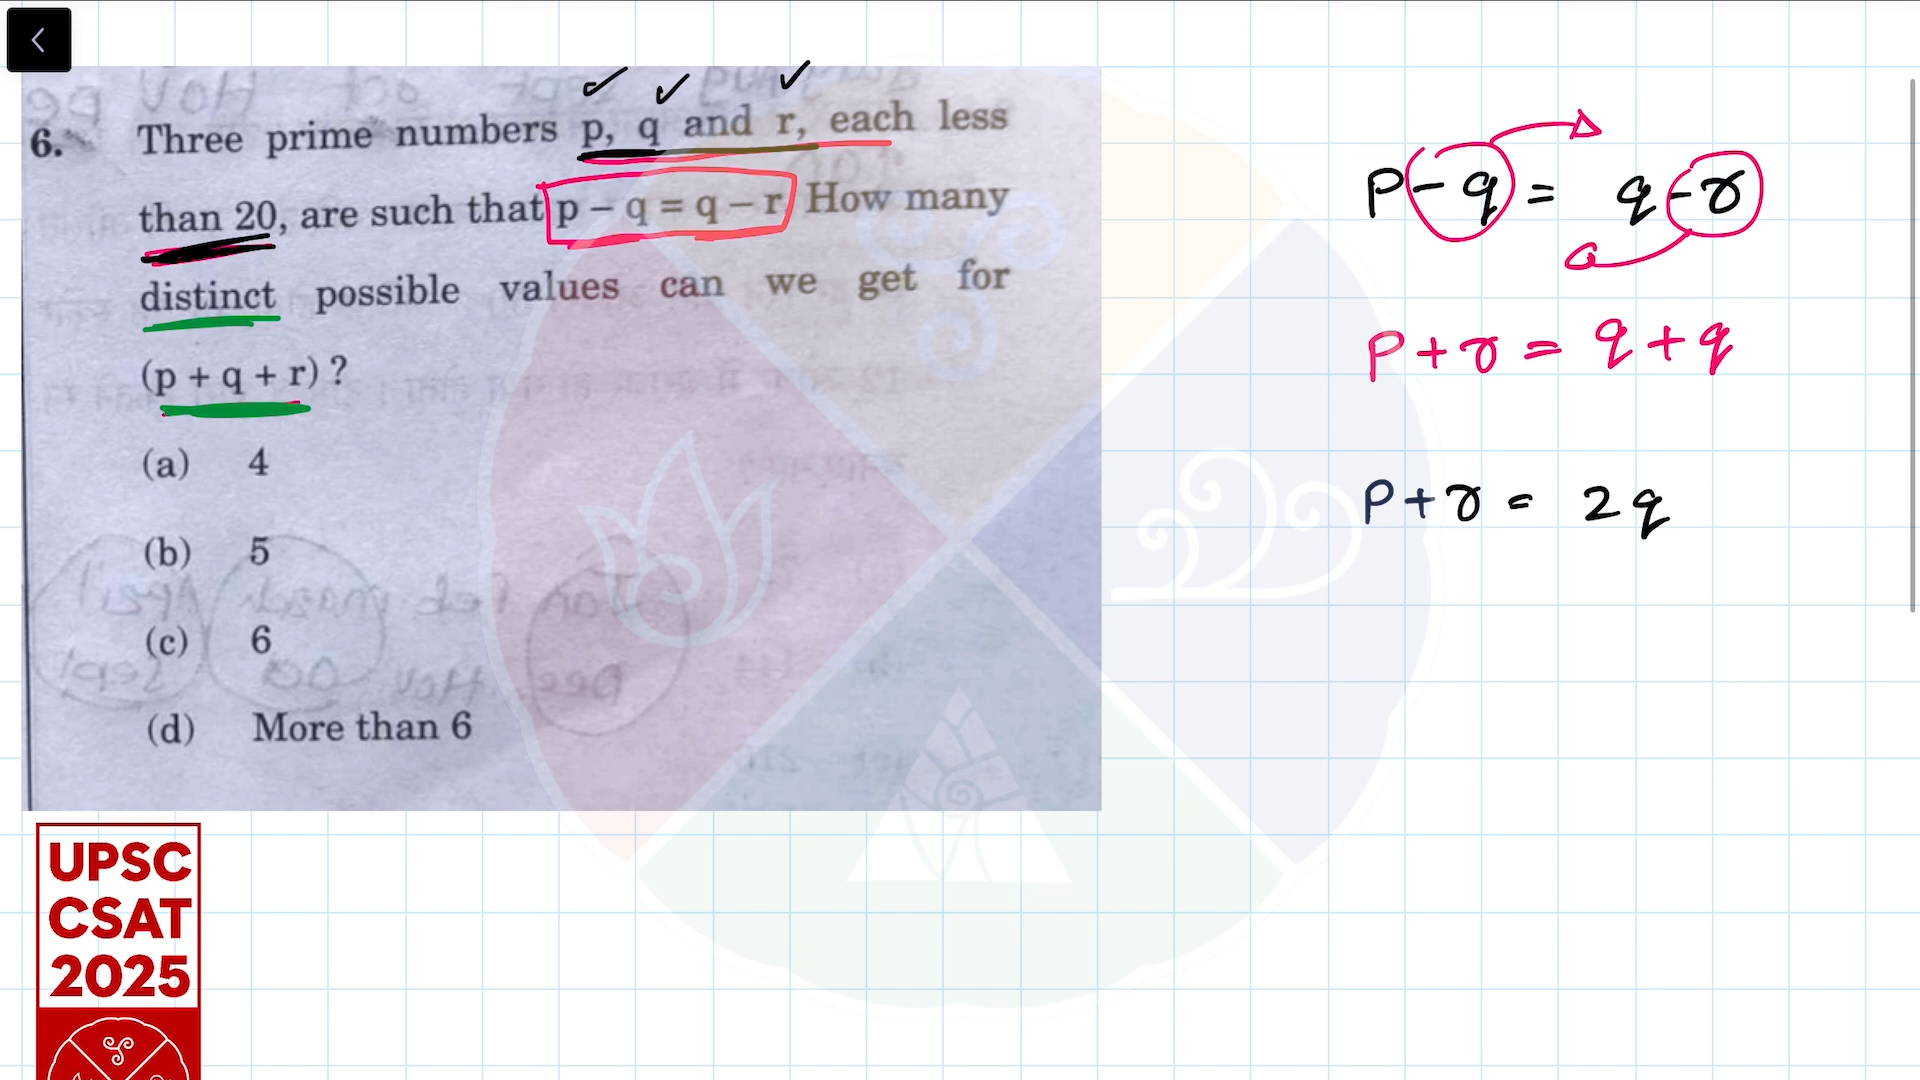 6. Three prime numbers p, q and r, each less
than 20, are such that p – q = q – r. How many
distinct possible values can we get for
(p + q + r) ?
(a) 4
(b) 5
(c) 6
(d) More than 6
P - q = q - r
P + r = q + q
P + r = 2q
UPSC
CSAT
2025